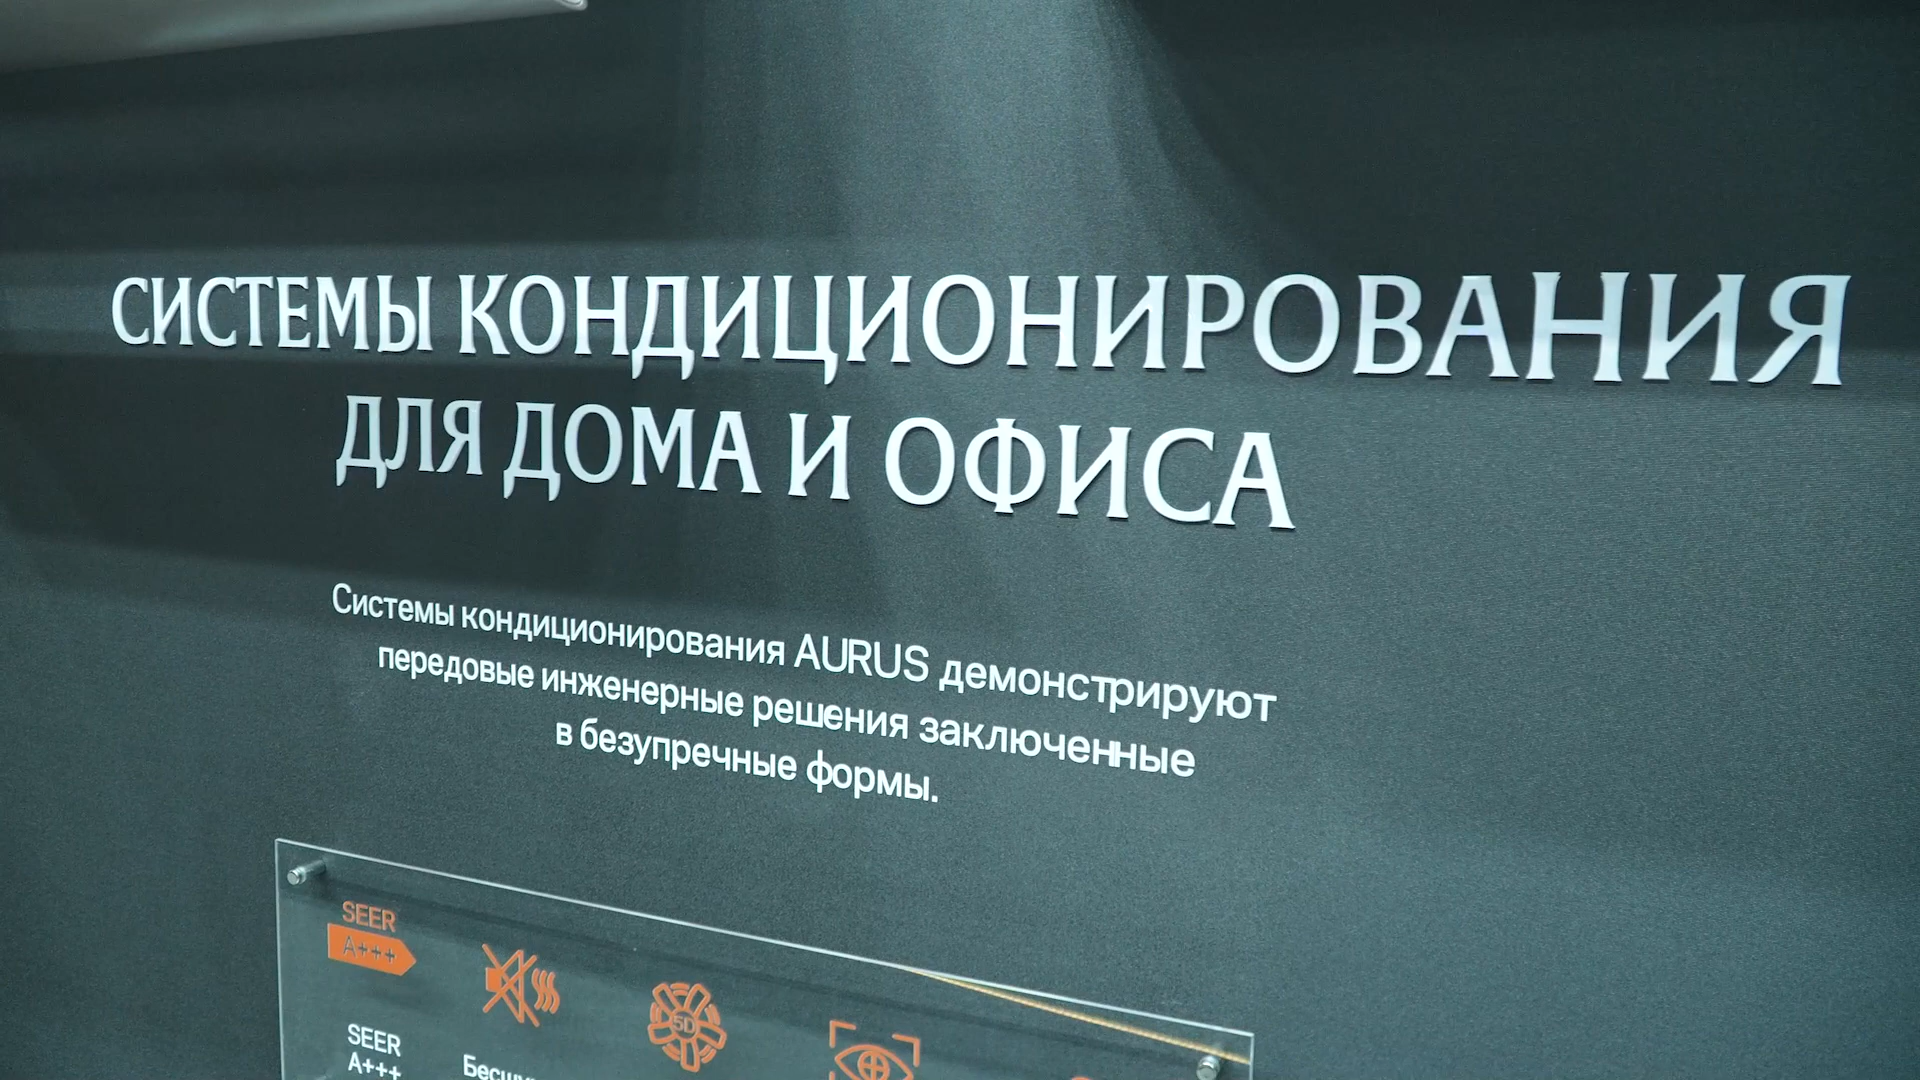 СИСТЕМЫ КОНДИЦИОНИРОВАНИЯ
ДЛЯ ДОМА И ОФИСА
Системы кондиционирования AURUS демонстрируют
передовые инженерные решения заключенные
в безупречные формы.
SEER
A+++
5D
SEER
A+++